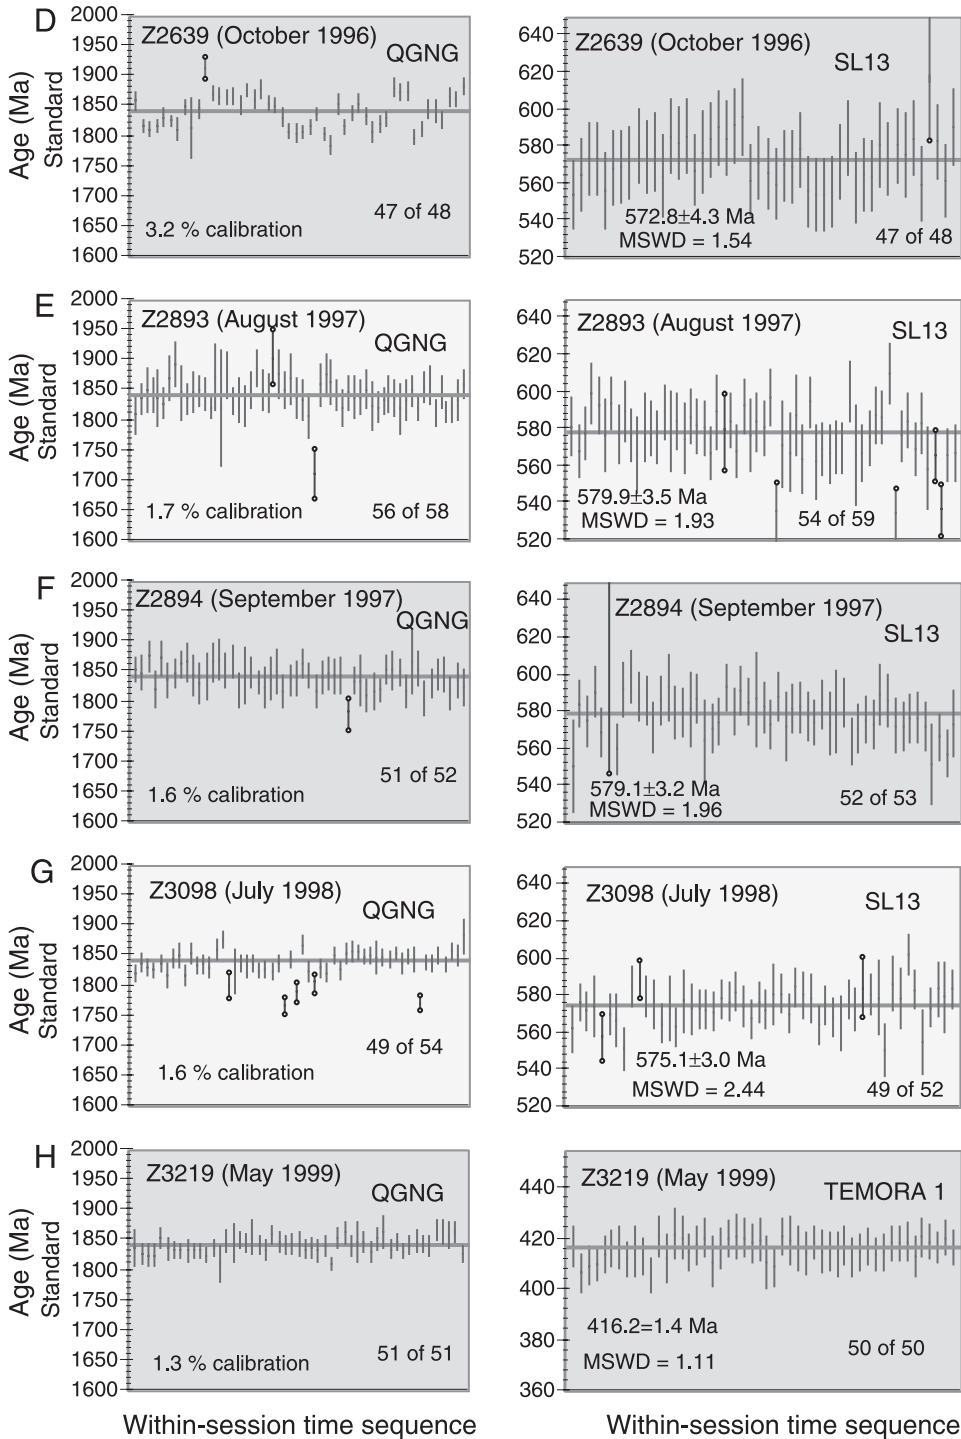 D
2000
1950
1900
1850
1800
1750
1700
1650
1600
Age (Ma)
Standard
Z2639 (October 1996)
QGNG
47 of 48
3.2 % calibration
640
620
600
580
560
540
520
Z2639 (October 1996)
SL13
572.8±4.3 Ma
MSWD = 1.54
47 of 48
E
2000
1950
1900
1850
1800
1750
1700
1650
1600
Age (Ma)
Standard
Z2893 (August 1997)
QGNG
1.7 % calibration
56 of 58
640
620
600
580
560
540
520
Z2893 (August 1997)
SL13
579.9±3.5 Ma
MSWD = 1.93
54 of 59
F
2000
1950
1900
1850
1800
1750
1700
1650
1600
Age (Ma)
Standard
Z2894 (September 1997)
QGNG
51 of 52
1.6 % calibration
640
620
600
580
560
540
520
Z2894 (September 1997)
SL13
579.1±3.2 Ma
MSWD = 1.96
52 of 53
G
2000
1950
1900
1850
1800
1750
1700
1650
1600
Age (Ma)
Standard
Z3098 (July 1998)
QGNG
49 of 54
1.6 % calibration
640
620
600
580
560
540
520
Z3098 (July 1998)
SL13
575.1±3.0 Ma
MSWD = 2.44
49 of 52
H
2000
1950
1900
1850
1800
1750
1700
1650
1600
Age (Ma)
Standard
Z3219 (May 1999)
QGNG
1.3 % calibration
51 of 51
440
420
400
380
360
Z3219 (May 1999)
TEMORA 1
416.2=1.4 Ma
MSWD = 1.11
50 of 50
Within-session time sequence
Within-session time sequence